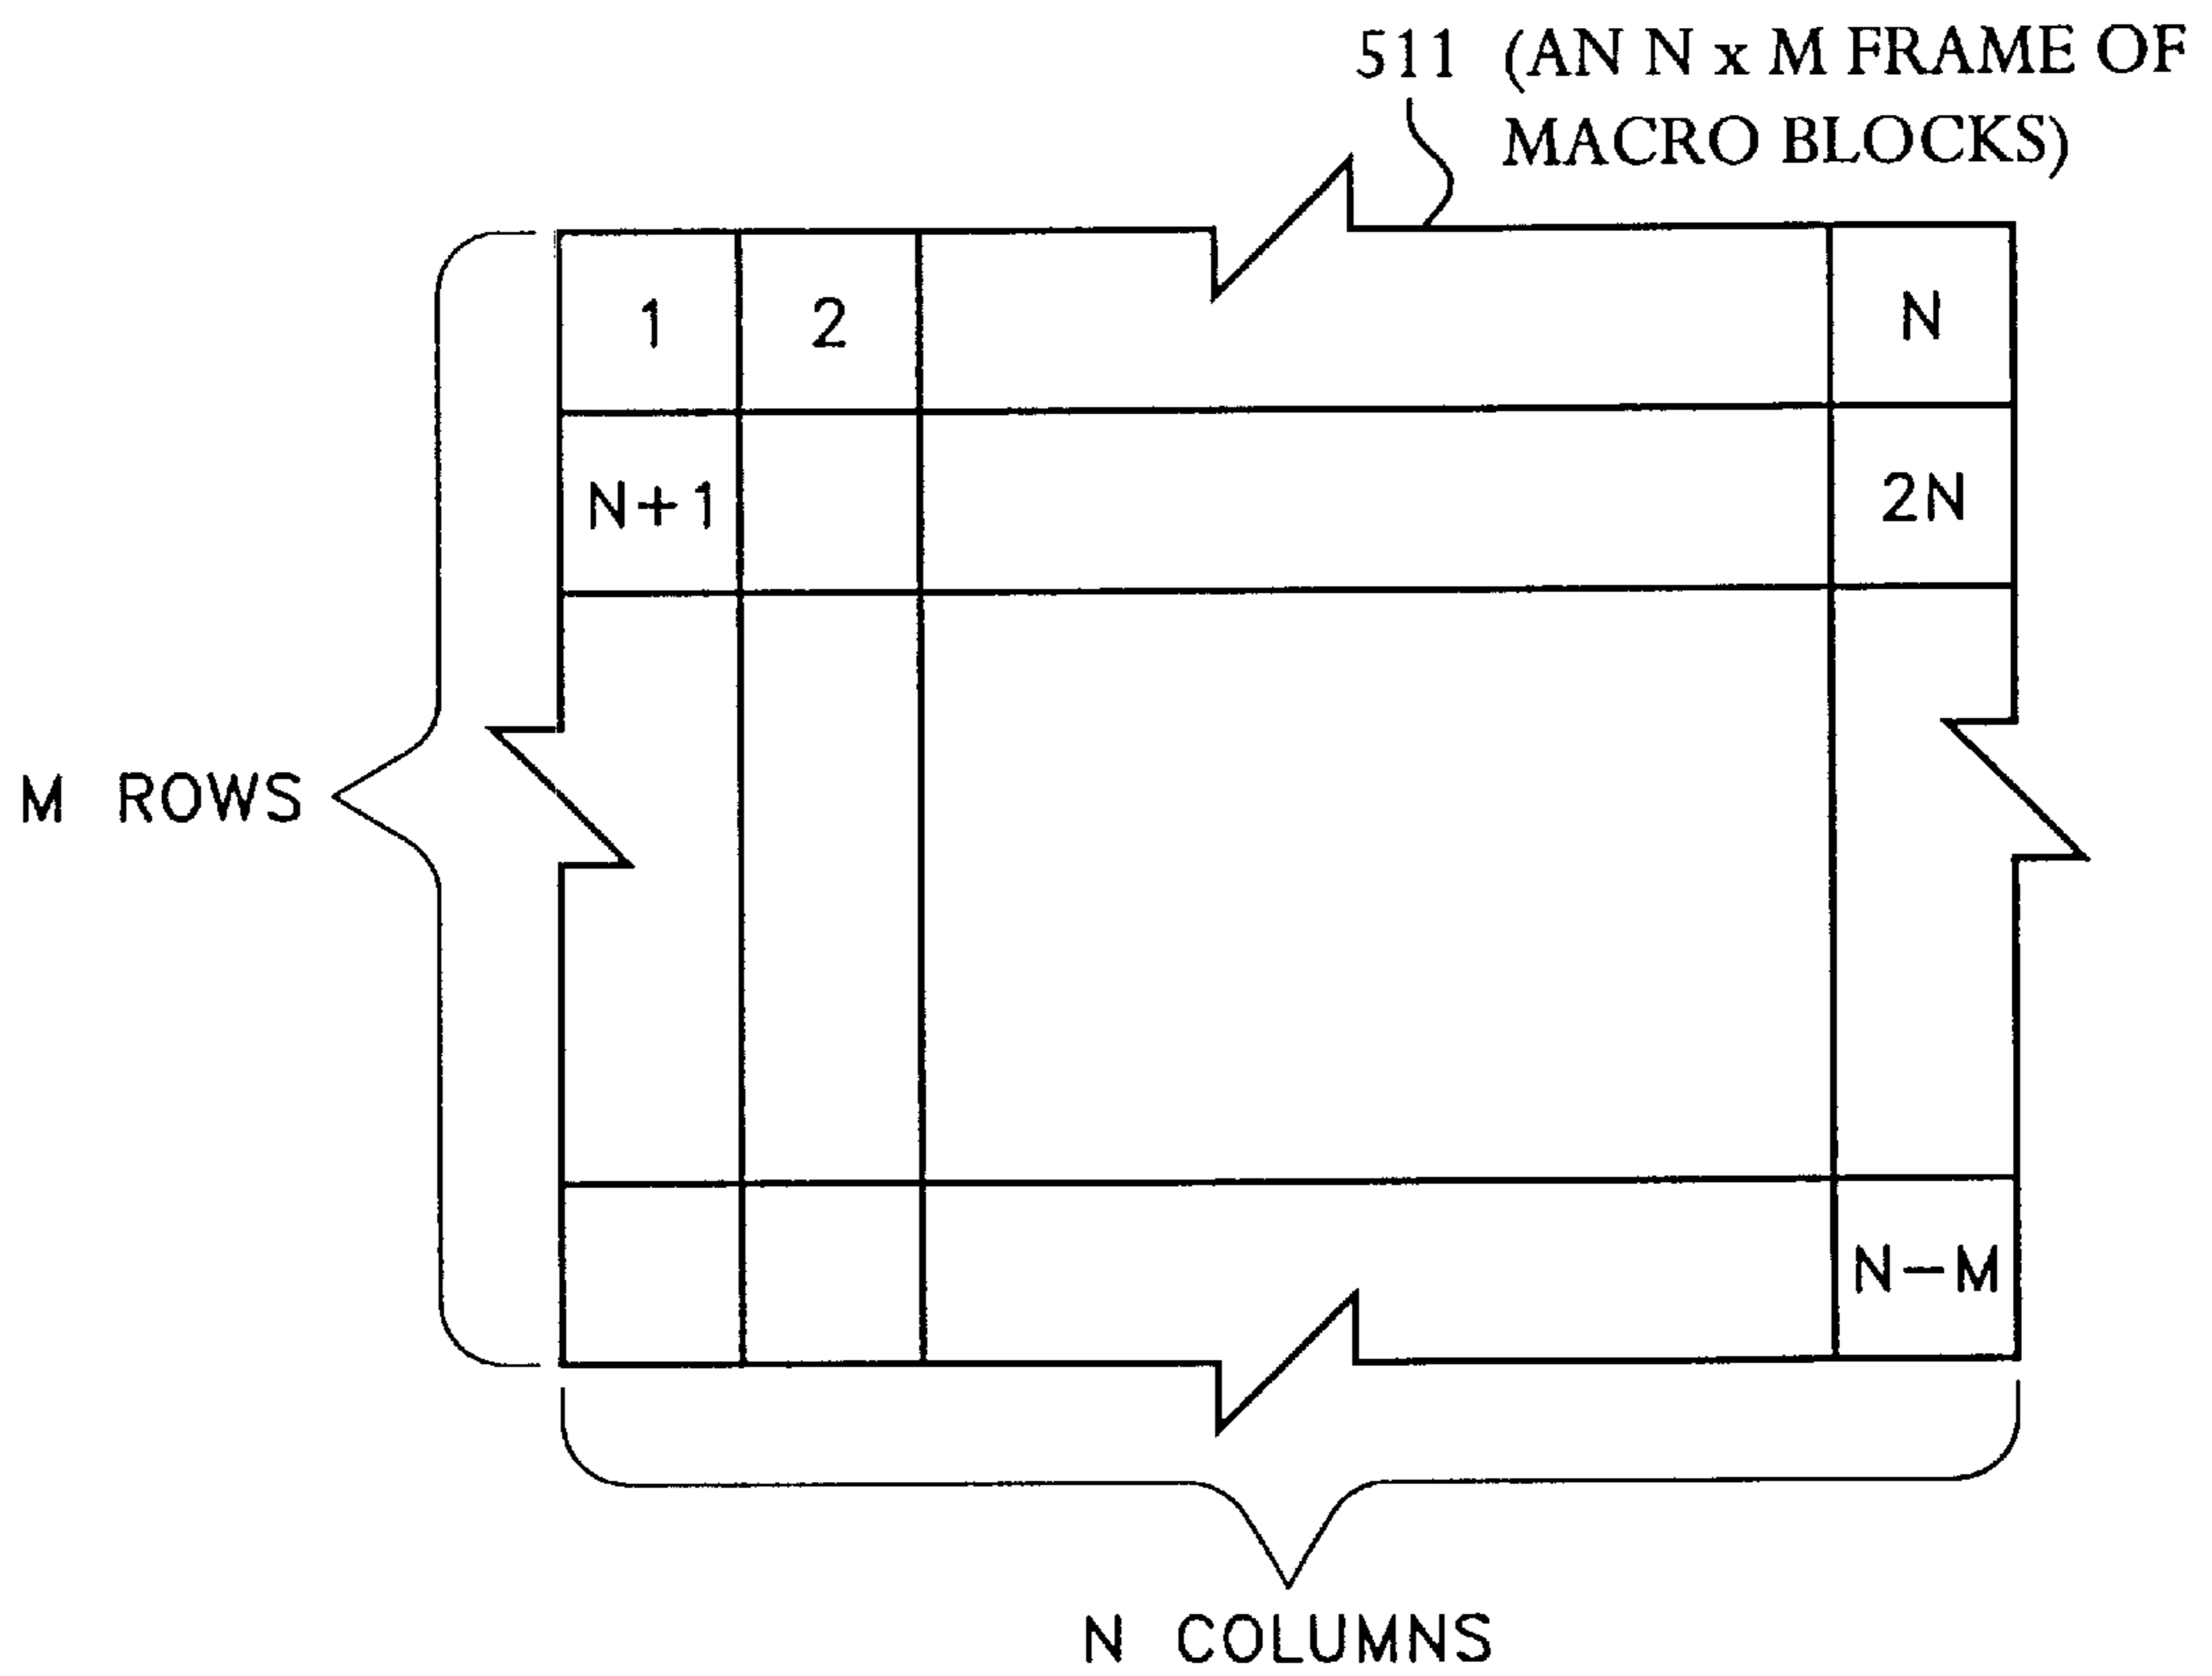 511 (AN N x M FRAME OF
MACRO BLOCKS)
1 2 N
N+1 2N
M ROWS
N-M
N COLUMNS